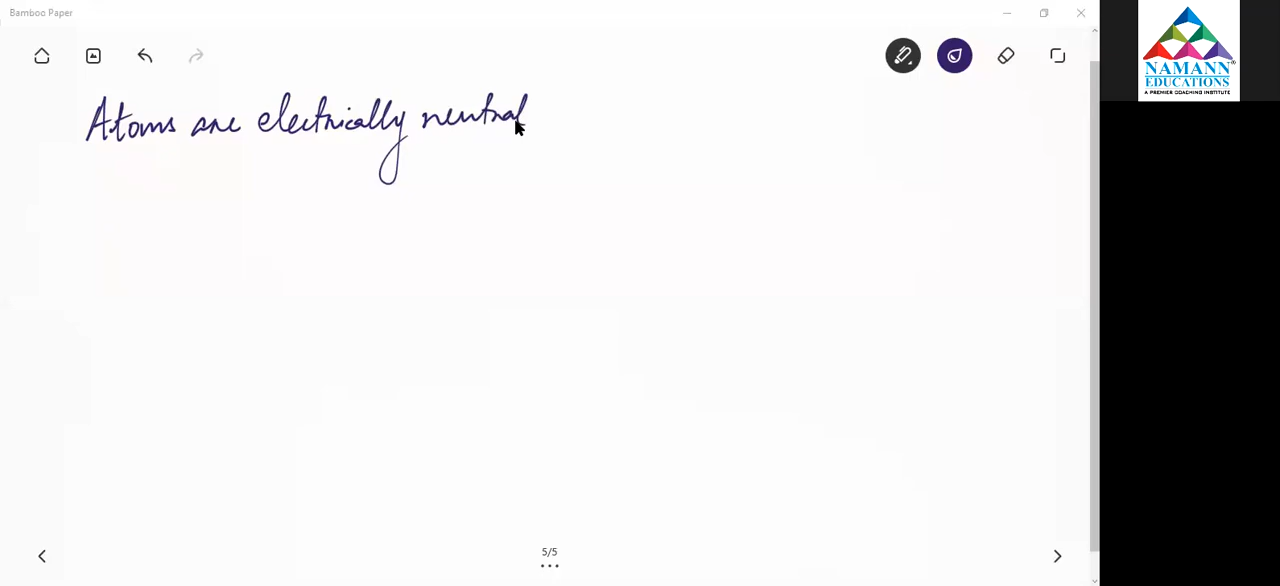 Bamboo Paper
NAMANN®
EDUCATIONS
A PREMIER COACHING INSTITUTE
Atoms are electrically neutral
5/5